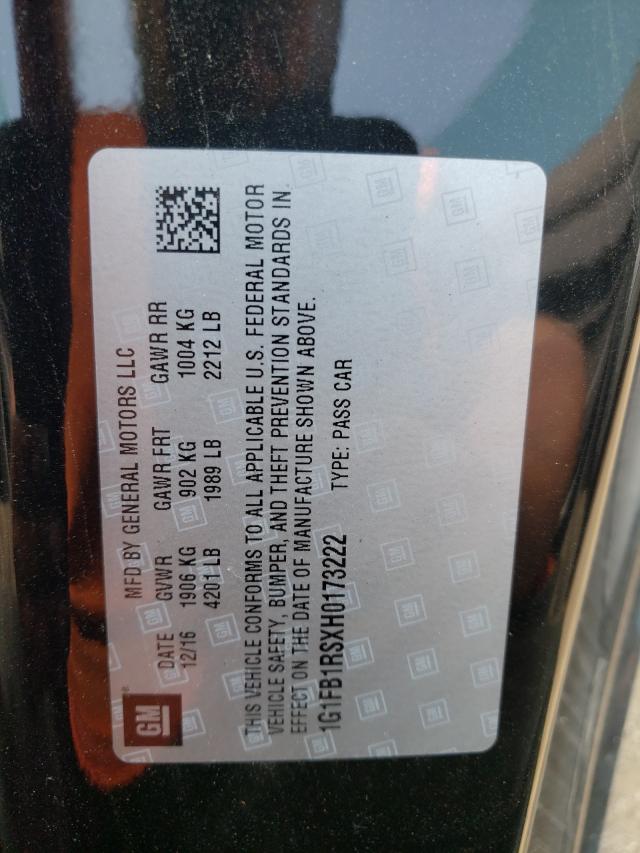 GM
MFD BY GENERAL MOTORS LLC
DATE GVWR GAWR FRT GAWR RR
12/16 1906 KG 902 KG 1004 KG
4201 LB 1989 LB 2212 LB
THIS VEHICLE CONFORMS TO ALL APPLICABLE U.S. FEDERAL MOTOR
VEHICLE SAFETY, BUMPER, AND THEFT PREVENTION STANDARDS IN
EFFECT ON THE DATE OF MANUFACTURE SHOWN ABOVE.
1G1FB1RSXH0173222 TYPE: PASS CAR